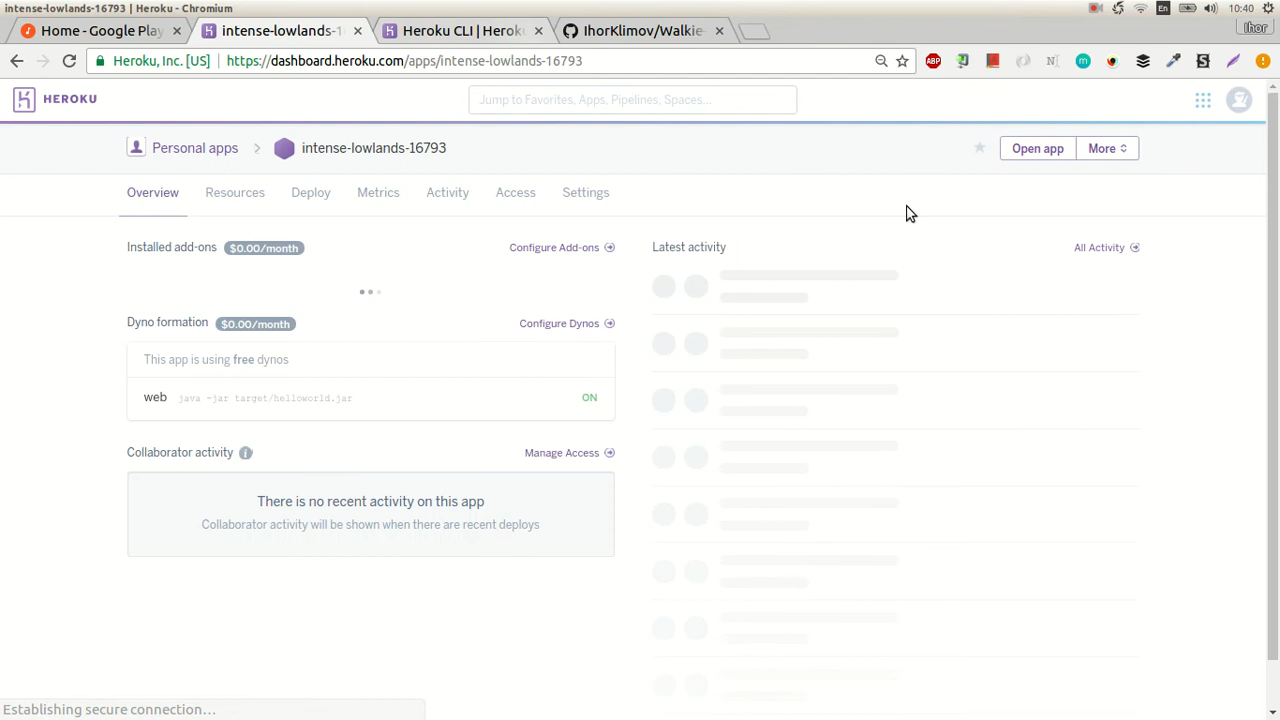 intense-lowlands-16793 | Heroku - Chromium
En
10:40
Home - Google Play
intense-lowlands-1
Heroku CLI | Herok
IhorKlimov/Walkie-
Ihor
Heroku, Inc. [US]
https://dashboard.heroku.com/apps/intense-lowlands-16793
ABP
HEROKU
Jump to Favorites, Apps, Pipelines, Spaces...
Personal apps
intense-lowlands-16793
Open app
More
Overview
Resources
Deploy
Metrics
Activity
Access
Settings
Installed add-ons
$0.00/month
Configure Add-ons
Latest activity
All Activity
Dyno formation
$0.00/month
Configure Dynos
This app is using free dynos
web
java -jar target/helloworld.jar
ON
Collaborator activity
Manage Access
There is no recent activity on this app
Collaborator activity will be shown when there are recent deploys
Establishing secure connection...